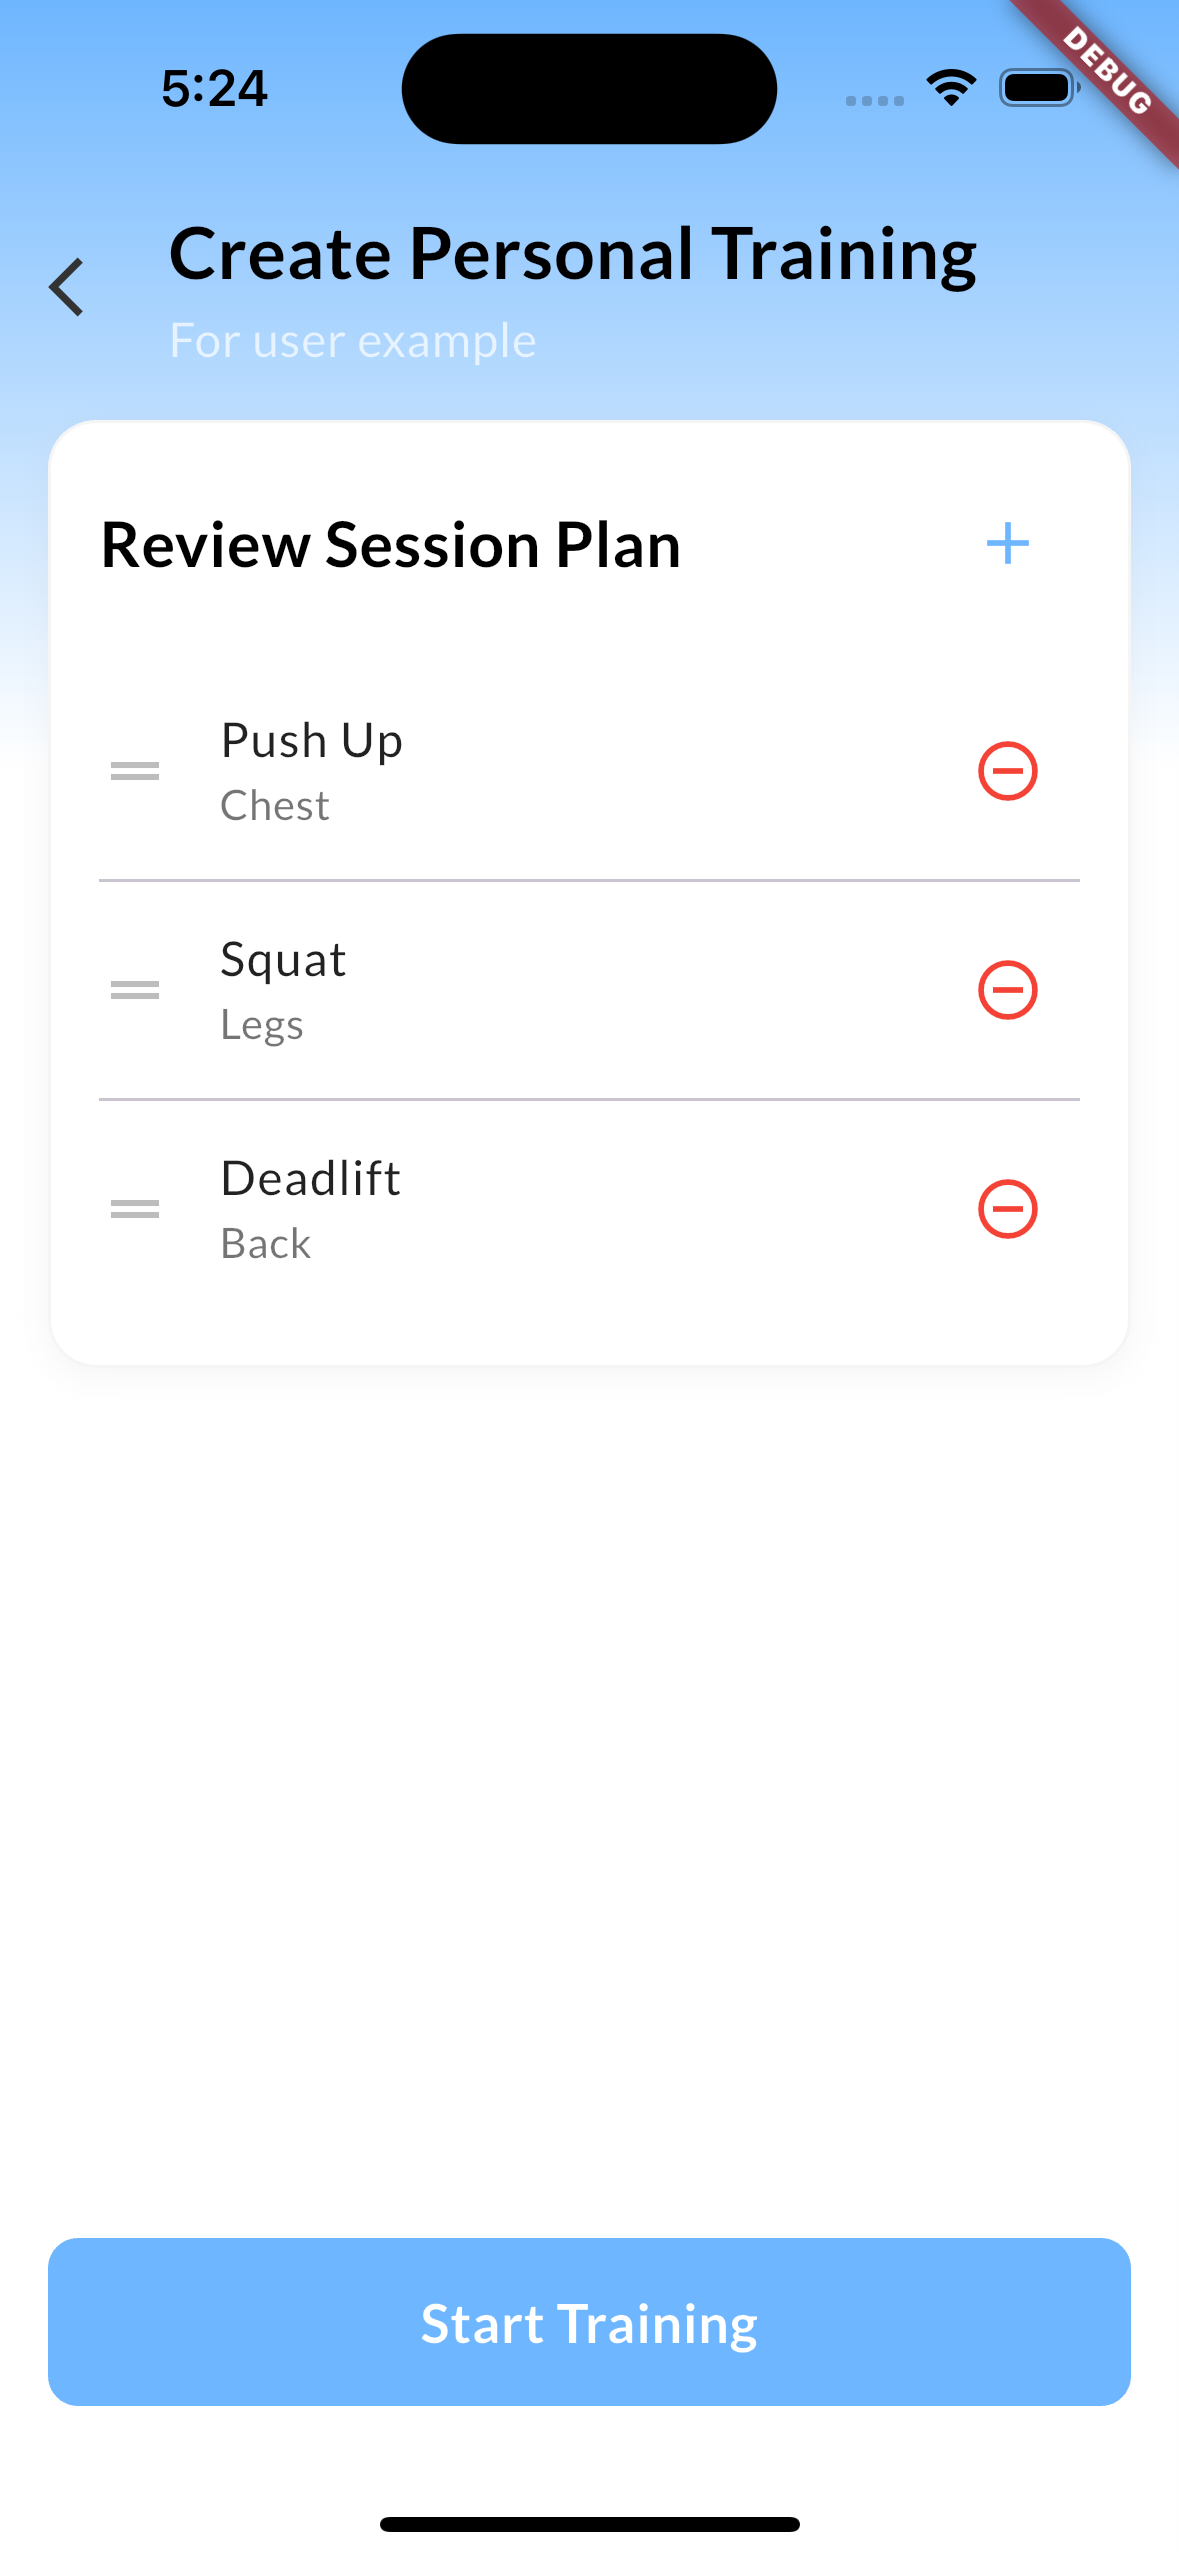 5:24
DEBUG
Create Personal Training
For user example
Review Session Plan
Push Up
Chest
Squat
Legs
Deadlift
Back
Start Training